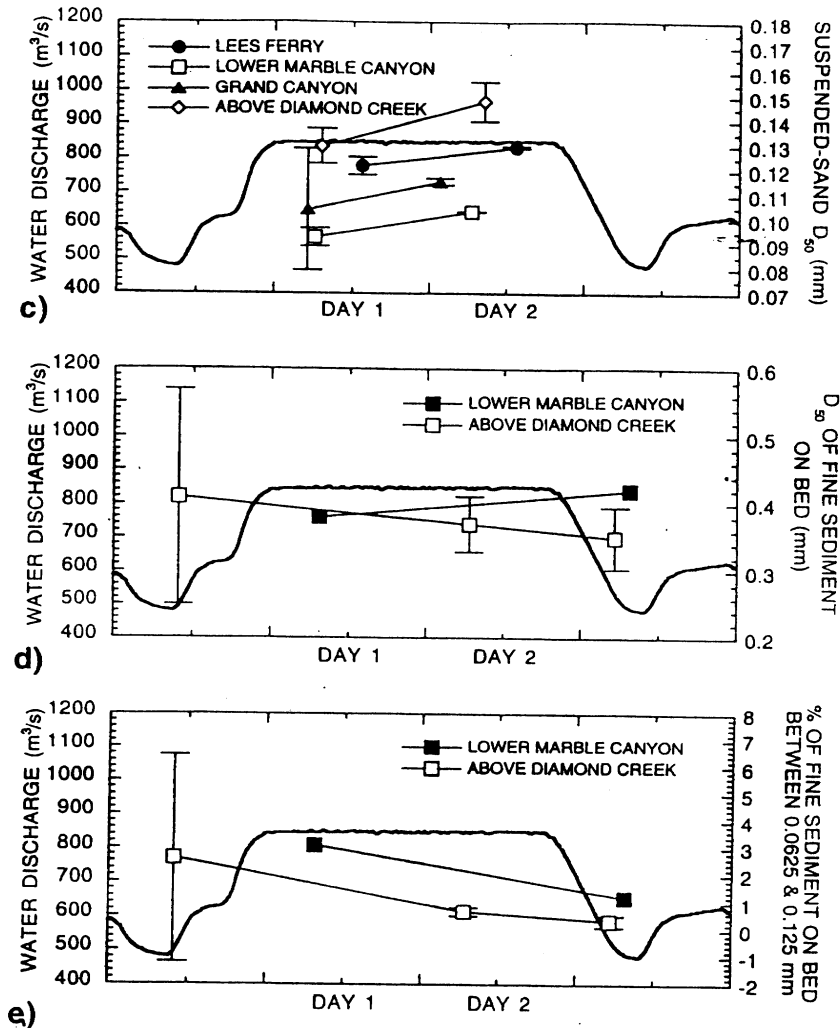 1200
1100
1000
900
800
700
600
500
400
WATER DISCHARGE (m³/s)
LEES FERRY
LOWER MARBLE CANYON
GRAND CANYON
ABOVE DIAMOND CREEK
0.18
0.17
0.16
0.15
0.14
0.13
0.12
0.11
0.10
0.09
0.08
0.07
SUSPENDED-SAND D50 (mm)
DAY 1 DAY 2
c)
1200
1100
1000
900
800
700
600
500
400
WATER DISCHARGE (m³/s)
LOWER MARBLE CANYON
ABOVE DIAMOND CREEK
0.6
0.5
0.4
0.3
0.2
D50 OF FINE SEDIMENT
ON BED (mm)
DAY 1 DAY 2
d)
1200
1100
1000
900
800
700
600
500
400
WATER DISCHARGE (m³/s)
LOWER MARBLE CANYON
ABOVE DIAMOND CREEK
8
7
6
5
4
3
2
1
0
-1
-2
% OF FINE SEDIMENT ON BED
BETWEEN 0.0625 & 0.125 mm
DAY 1 DAY 2
e)